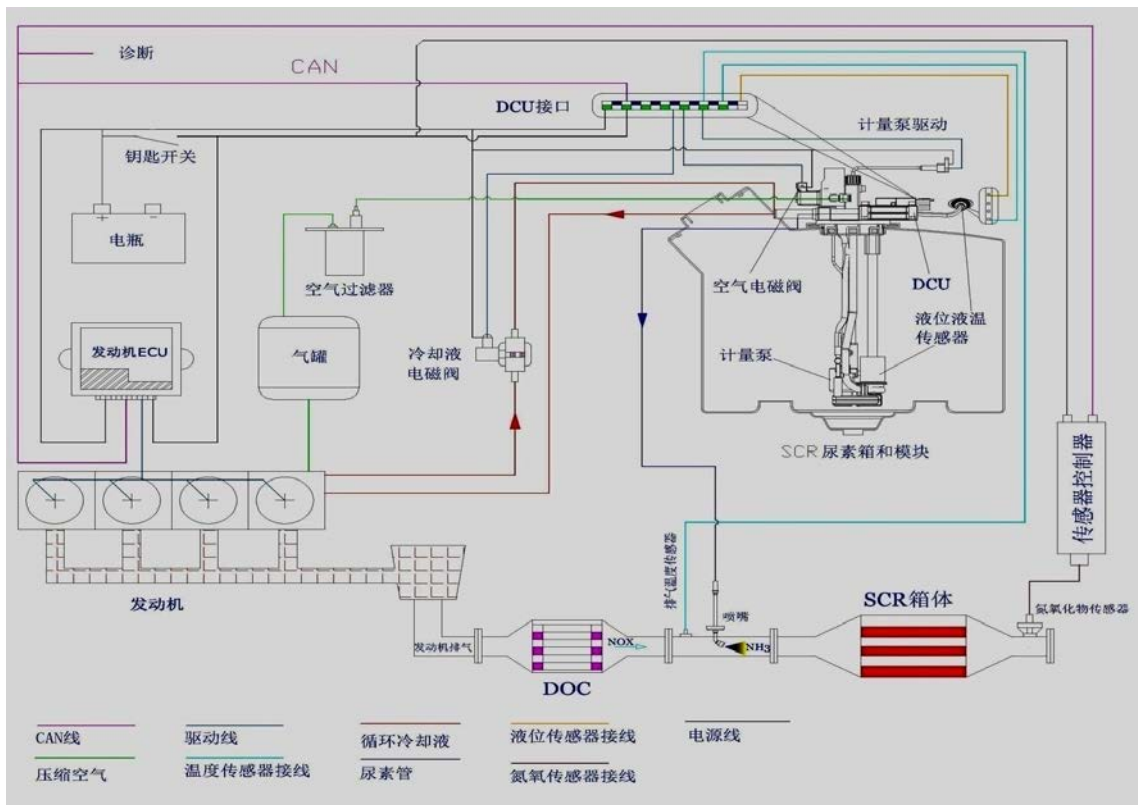 诊断
CAN
DCU接口
计量泵驱动
钥匙开关
+
-
电瓶
空气过滤器
空气电磁阀
DCU
液位液温
传感器
发动机ECU
气罐
冷却液
电磁阀
计量泵
SCR尿素箱和模块
传感器控制器
排气温度传感器
发动机
喷嘴
SCR箱体
氮氧化物传感器
发动机排气
NOX
NH3
DOC
CAN线
驱动线
循环冷却液
液位传感器接线
电源线
压缩空气
温度传感器接线
尿素管
氮氧传感器接线